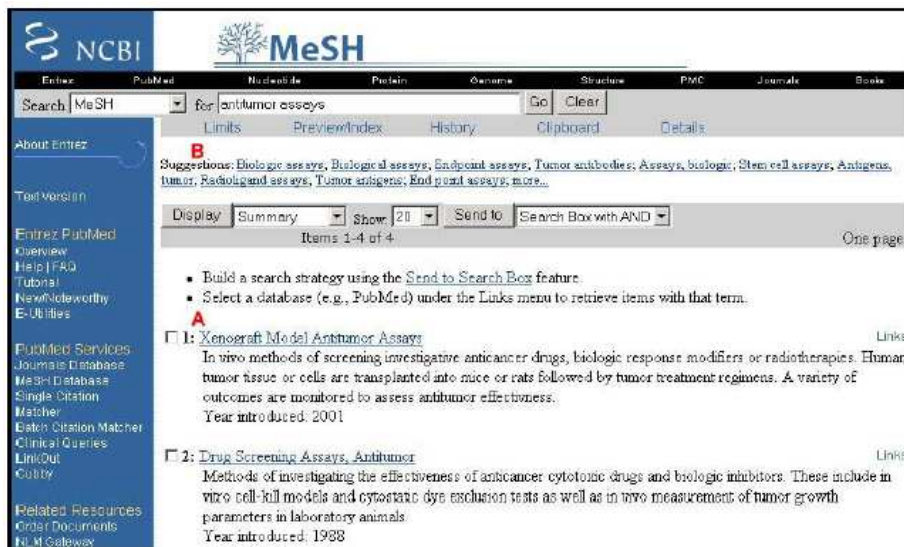 NCBI
MeSH
Entrez PubMed Nucleotide Protein Genome Structure PMC Journals Books
Search MeSH for antitumor assays Go Clear
Limits Preview/Index History Clipboard Details
About Entrez
B
Suggestions: Biologic assays; Biological assays; Endpoint assays; Tumor antibodies; Assays, biologic; Stem cell assays; Antigens,
tumor; Radioligand assays; Tumor antigens; End point assays; more...
Text Version
Display Summary Show: 20 Send to Search Box with AND
Items 1-4 of 4 One page
Entrez PubMed
Overview
Help | FAQ
Tutorial
New/Noteworthy
E-Utilities
• Build a search strategy using the Send to Search Box feature
• Select a database (e.g., PubMed) under the Links menu to retrieve items with that term.
PubMed Services
Journals Database
MeSH Database
Single Citation
Matcher
Batch Citation Matcher
Clinical Queries
LinkOut
Cubby
A
1: Xenograft Model Antitumor Assays Links
In vivo methods of screening investigative anticancer drugs, biologic response modifiers or radiotherapies. Human
tumor tissue or cells are transplanted into mice or rats followed by tumor treatment regimens. A variety of
outcomes are monitored to assess antitumor effectivness.
Year introduced: 2001
2: Drug Screening Assays, Antitumor Links
Methods of investigating the effectiveness of anticancer cytotoxic drugs and biologic inhibitors. These include in
vitro cell-kill models and cytostatic dye exclusion tests as well as in vivo measurement of tumor growth
parameters in laboratory animals.
Year introduced: 1988
Related Resources
Order Documents
NLM Gateway